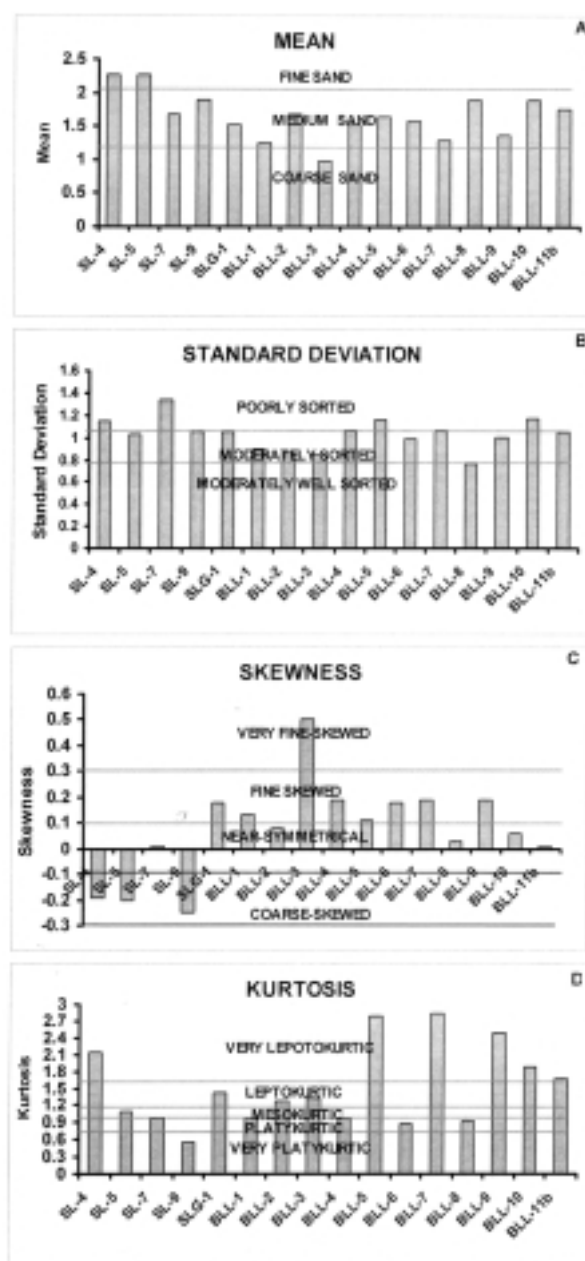 A
MEAN
FINE SAND
MEDIUM SAND
COARSE SAND
Mean
2.5
2
1.5
1
0.5
0
SL-4
SL-5
SL-7
SL-9
SLG-1
BLL-1
BLL-2
BLL-3
BLL-4
BLL-5
BLL-6
BLL-7
BLL-8
BLL-9
BLL-10
BLL-11b
B
STANDARD DEVIATION
POORLY SORTED
MODERATELY-SORTED
MODERATELY WELL SORTED
Standard Deviation
1.6
1.4
1.2
1
0.8
0.6
0.4
0.2
0
SL-4
SL-5
SL-7
SL-9
SLG-1
BLL-1
BLL-2
BLL-3
BLL-4
BLL-5
BLL-6
BLL-7
BLL-8
BLL-9
BLL-10
BLL-11b
C
SKEWNESS
VERY FINE-SKEWED
FINE SKEWED
NEAR-SYMMETRICAL
COARSE-SKEWED
Skewness
0.6
0.5
0.4
0.3
0.2
0.1
0
-0.1
-0.2
-0.3
SL-5
SL-7
SL-9
SLG-1
BLL-1
BLL-2
BLL-3
BLL-4
BLL-5
BLL-6
BLL-7
BLL-8
BLL-9
BLL-10
BLL-11b
D
KURTOSIS
VERY LEPOTOKURTIC
LEPTOKURTIC
MESOKURTIC
PLATYKURTIC
VERY PLATYKURTIC
Kurtosis
3
2.7
2.4
2.1
1.8
1.5
1.2
0.9
0.6
0.3
0
SL-4
SL-5
SL-7
SL-9
SLG-1
BLL-1
BLL-2
BLL-3
BLL-4
BLL-5
BLL-6
BLL-7
BLL-8
BLL-9
BLL-10
BLL-11b